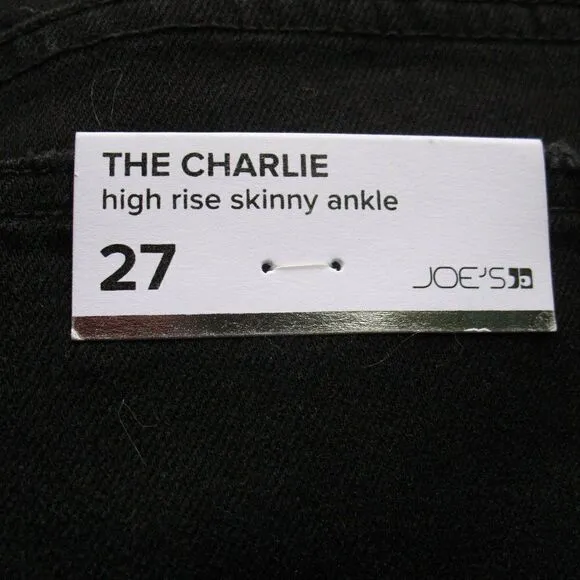 THE CHARLIE
high rise skinny ankle
27
JOE'S